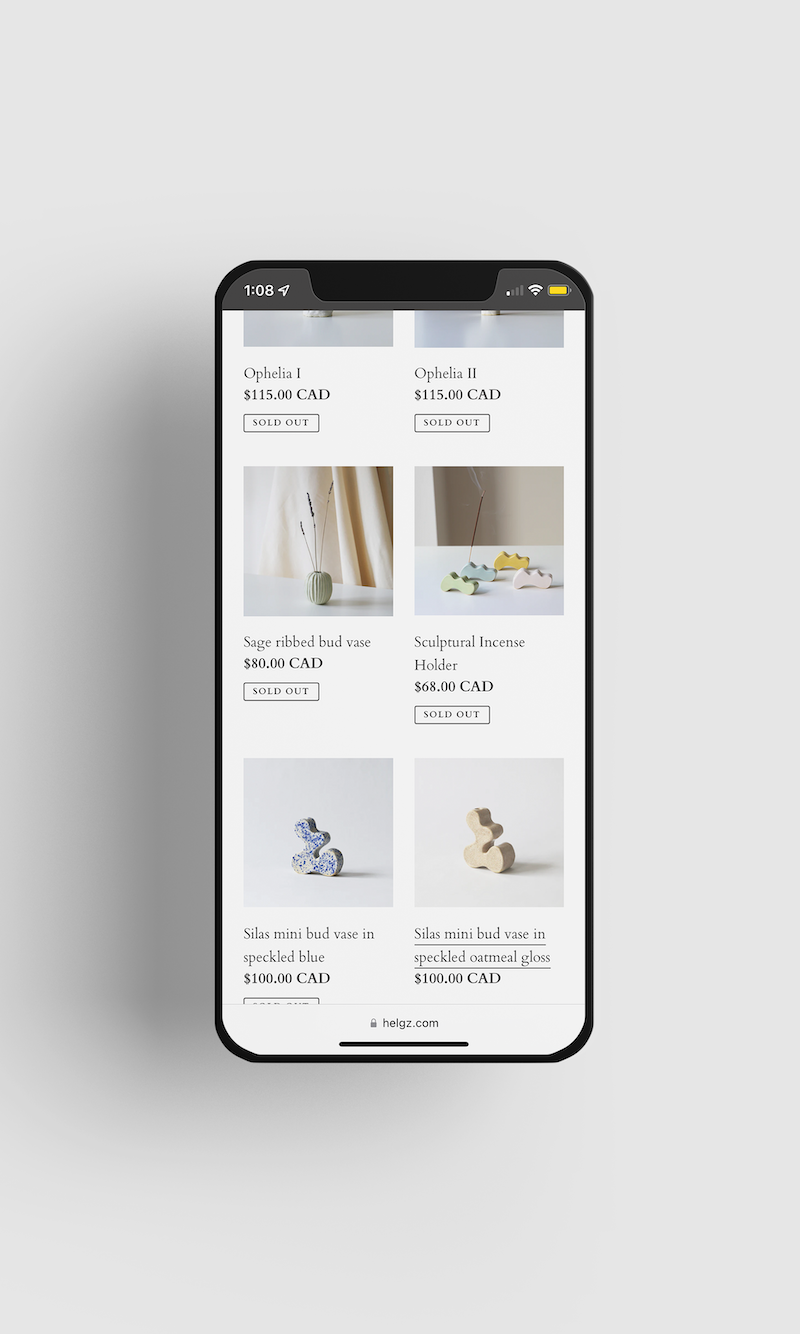 1:08
Ophelia I
$115.00 CAD
SOLD OUT
Ophelia II
$115.00 CAD
SOLD OUT
Sage ribbed bud vase
$80.00 CAD
SOLD OUT
Sculptural Incense
Holder
$68.00 CAD
SOLD OUT
Silas mini bud vase in
speckled blue
$100.00 CAD
Silas mini bud vase in
speckled oatmeal gloss
$100.00 CAD
helgz.com